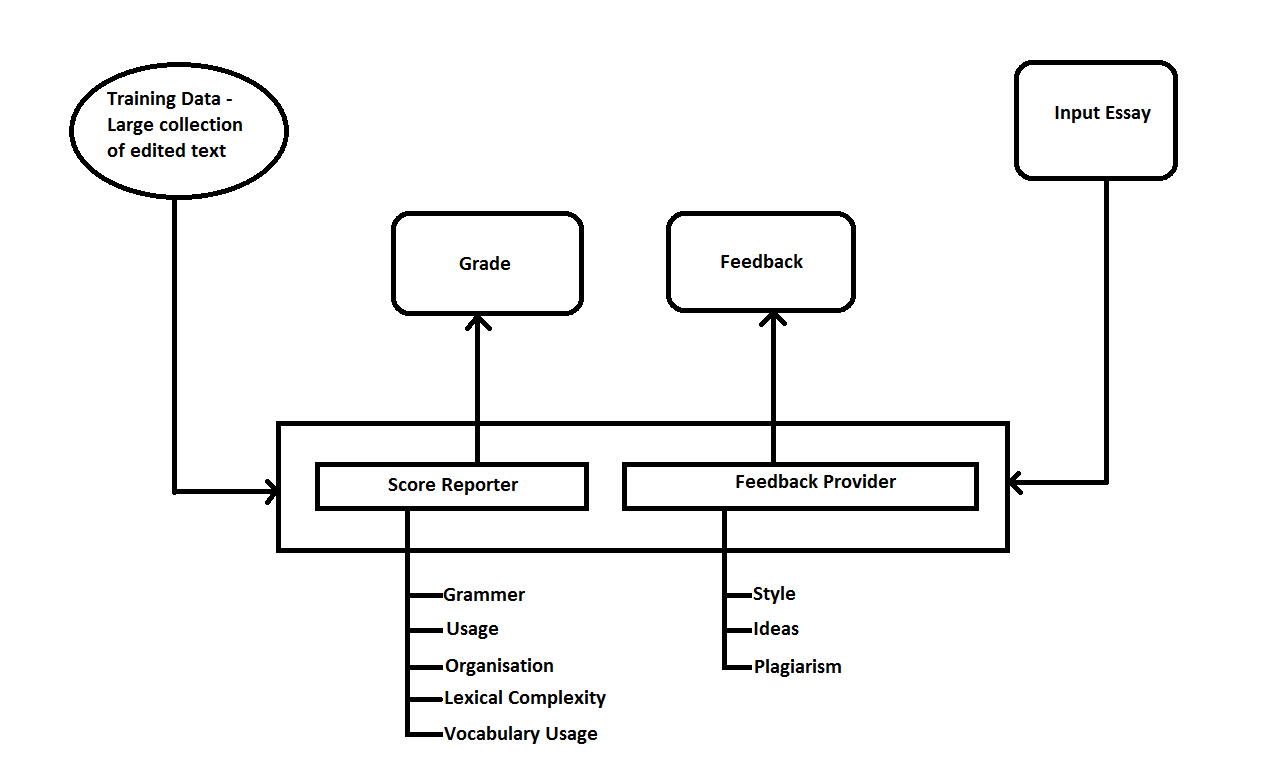 Training Data -
Large collection
of edited text
Input Essay
Grade
Feedback
Score Reporter
Feedback Provider
Grammer
Usage
Organisation
Lexical Complexity
Vocabulary Usage
Style
Ideas
Plagiarism